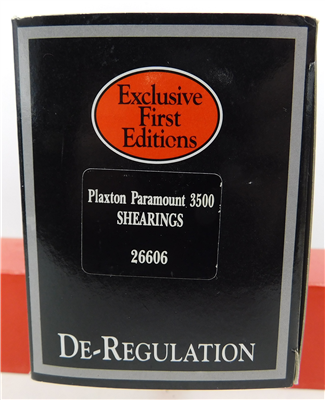 Exclusive
First
Editions
Plaxton Paramount 3500
SHEARINGS
26606
DE-REGULATION